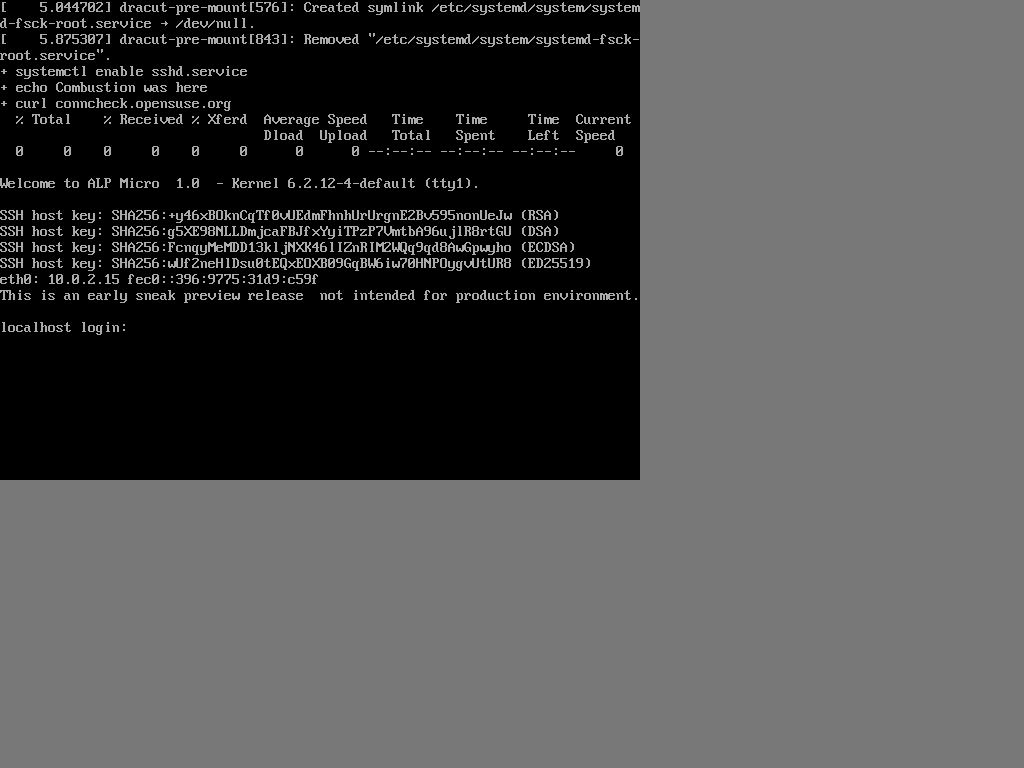 [    5.044702] dracut-pre-mount[576]: Created symlink /etc/systemd/system/system
d-fsck-root.service → /dev/null.
[    5.875307] dracut-pre-mount[843]: Removed "/etc/systemd/system/systemd-fsck-
root.service".
+ systemctl enable sshd.service
+ echo Combustion was here
+ curl conncheck.opensuse.org
  % Total    % Received % Xferd  Average Speed   Time    Time     Time  Current
                                 Dload  Upload   Total   Spent    Left  Speed
  0     0    0     0    0     0      0      0 --:--:-- --:--:-- --:--:--     0
Welcome to ALP Micro  1.0  - Kernel 6.2.12-4-default (tty1).
SSH host key: SHA256:+y46xBOknCqTf0vUEdmFhnhUrUrgnE2Bv595nonUeJw (RSA)
SSH host key: SHA256:g5XE98NLLDmjcaFBJfxYyiTPzP7VmtbA96ujlR8rtGU (DSA)
SSH host key: SHA256:FcnqyMeMDD13kljNXK46lIZnRIM2WQq9qd8AwGpwyho (ECDSA)
SSH host key: SHA256:wUf2neHlDsu0tEQxEOXB09GqBW6iw70HNPOygvUtUR8 (ED25519)
eth0: 10.0.2.15 fec0::396:9775:31d9:c59f
This is an early sneak preview release  not intended for production environment.
localhost login: